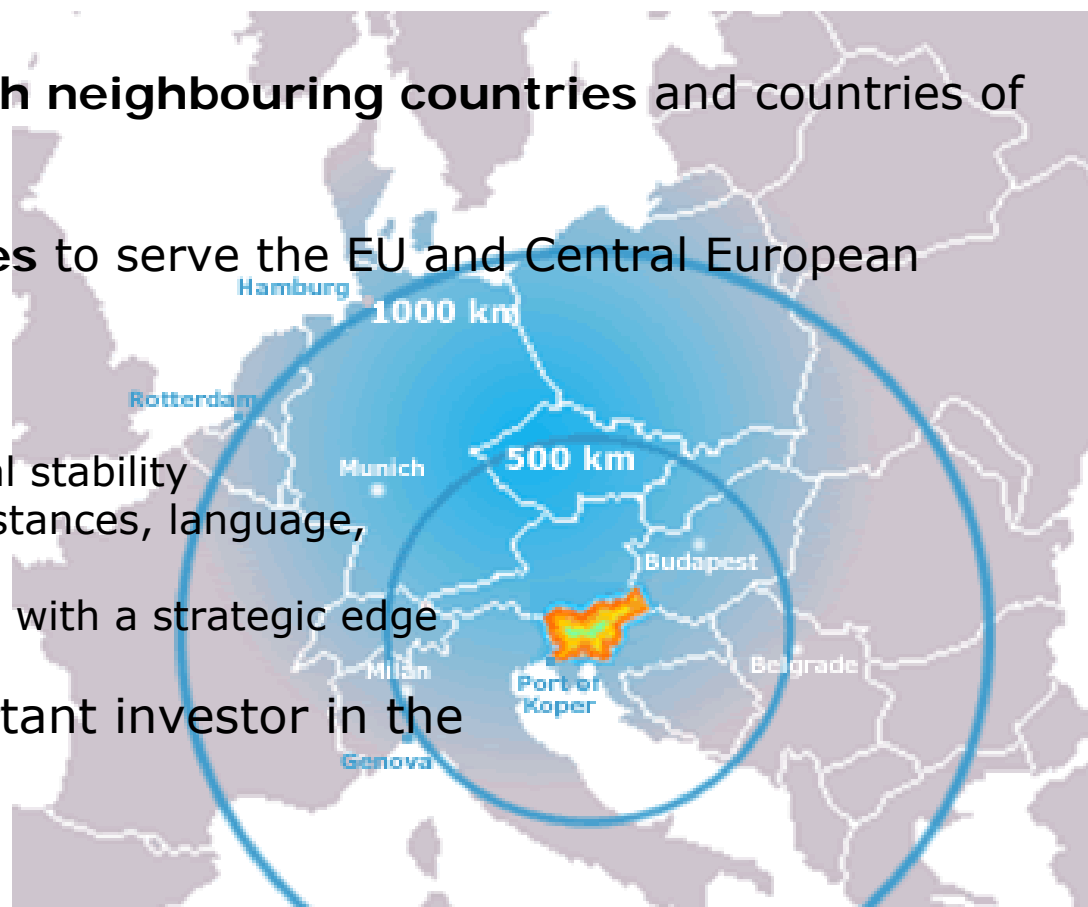 h neighbouring countries and countries of
es to serve the EU and Central European
Hamburg
1000 km
Rotterdam
al stability
Munich
500 km
stances, language,
Budapest
with a strategic edge
Milan
Port of
Koper
Belgrade
tant investor in the
Genova